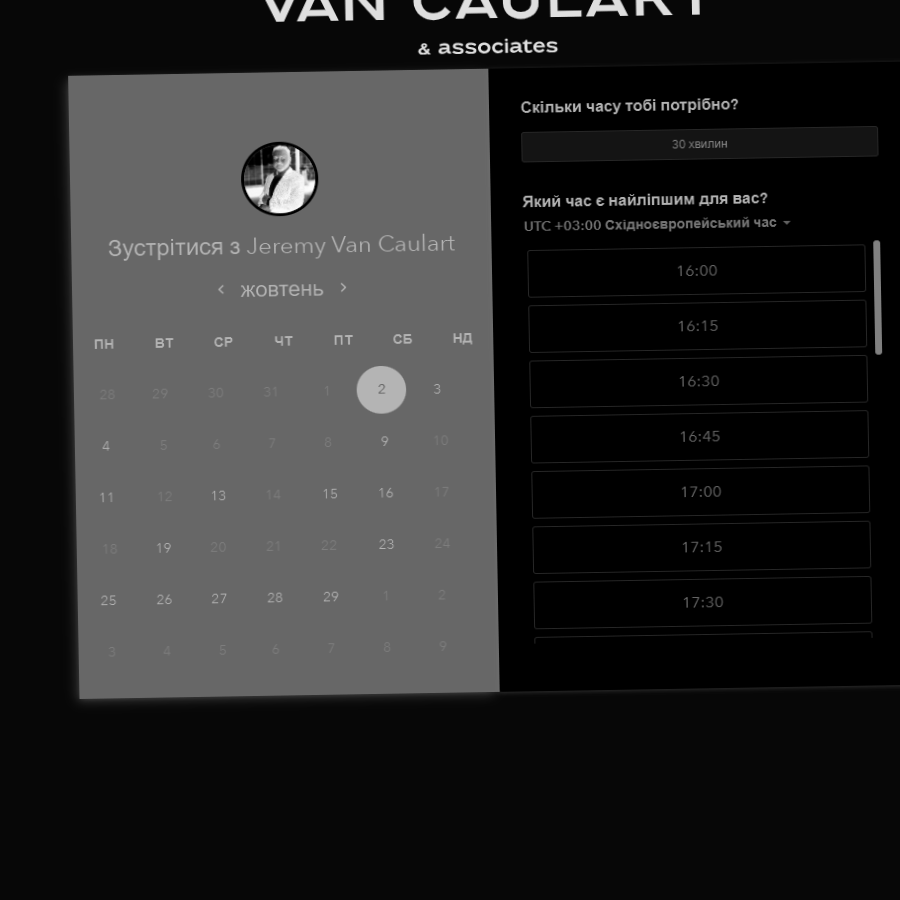 VAN CAULART
& associates
Зустрітися з Jeremy Van Caulart
< жовтень >
ПН ВТ СР ЧТ ПТ СБ НД
28 29 30 31 1 2 3
4 5 6 7 8 9 10
11 12 13 14 15 16 17
18 19 20 21 22 23 24
25 26 27 28 29 1 2
3 4 5 6 7 8 9
Скільки часу тобі потрібно?
30 хвилин
Який час є найліпшим для вас?
UTC +03:00 Східноєвропейський час
16:00
16:15
16:30
16:45
17:00
17:15
17:30